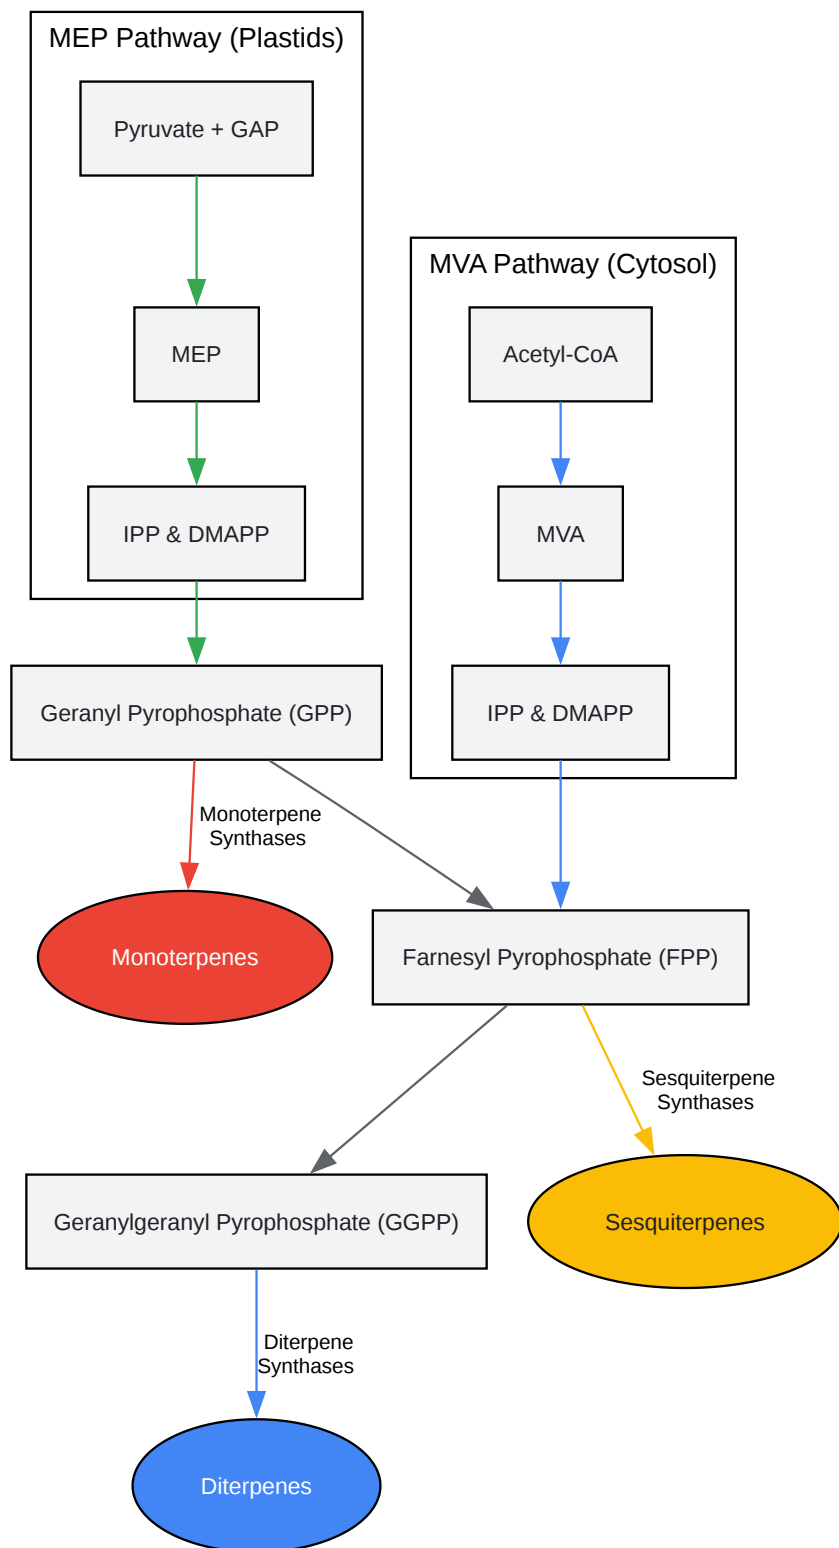 MEP Pathway (Plastids)
Pyruvate + GAP
MEP
IPP & DMAPP
MVA Pathway (Cytosol)
Acetyl-CoA
MVA
IPP & DMAPP
Geranyl Pyrophosphate (GPP)
Monoterpene
Synthases
Monoterpenes
Farnesyl Pyrophosphate (FPP)
Sesquiterpene
Synthases
Geranylgeranyl Pyrophosphate (GGPP)
Sesquiterpenes
Diterpene
Synthases
Diterpenes